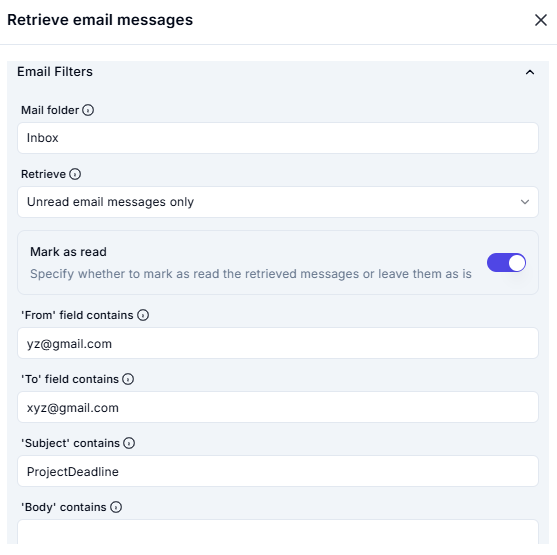 Retrieve email messages
Email Filters
Mail folder
Inbox
Retrieve
Unread email messages only
Mark as read
Specify whether to mark as read the retrieved messages or leave them as is
'From' field contains
yz@gmail.com
'To' field contains
xyz@gmail.com
'Subject' contains
ProjectDeadline
'Body' contains